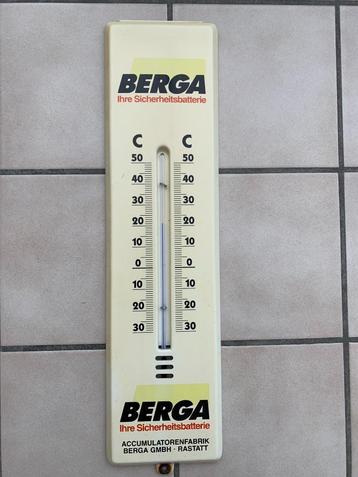 BERGA
Ihre Sicherheitsbatterie
C C
50 50
40 40
30 30
20 20
10 10
0 0
10 10
20 20
30 30
BERGA
Ihre Sicherheitsbatterie
ACCUMULATORENFABRIK
BERGA GMBH · RASTATT